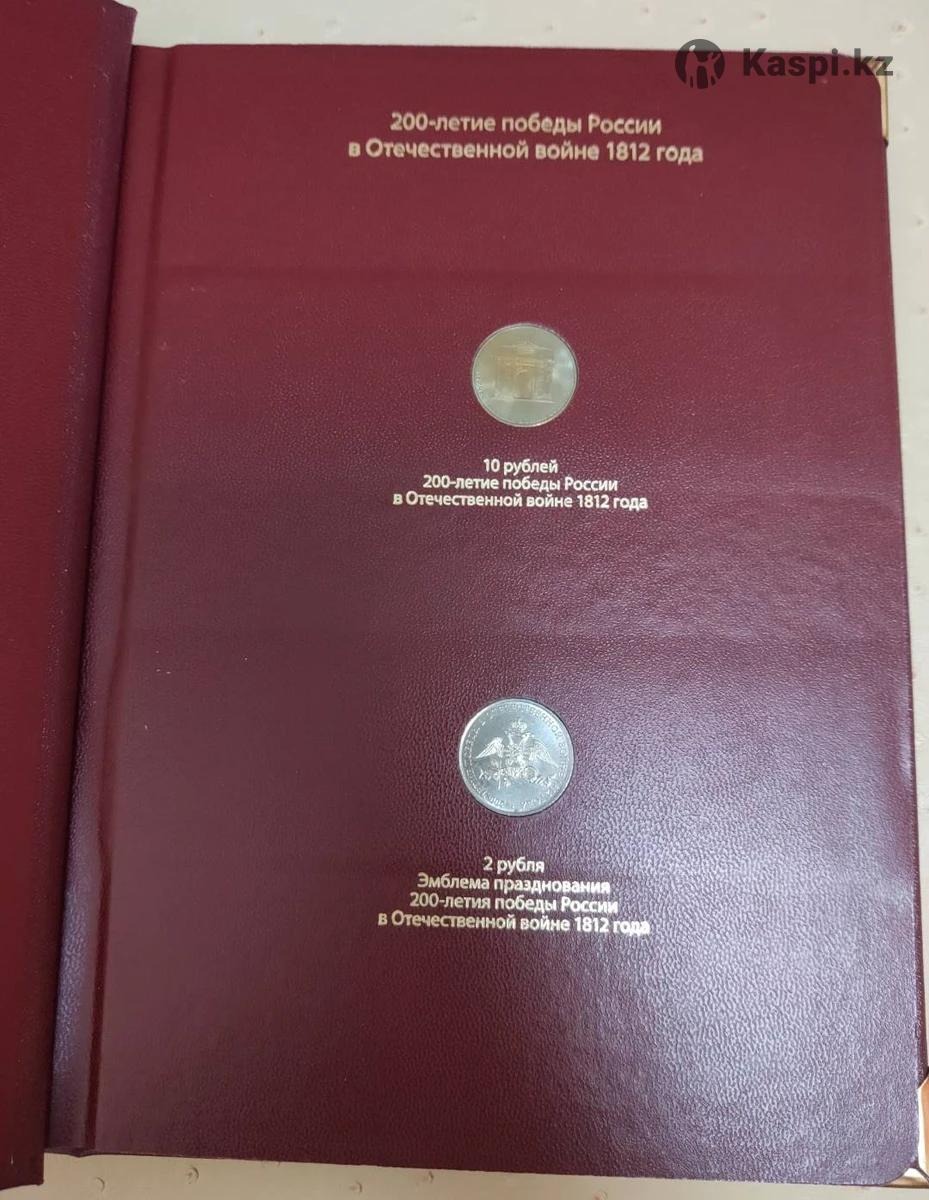 Kaspi.kz
200-летие победы России
в Отечественной войне 1812 года
10 рублей
200-летие победы России
в Отечественной войне 1812 года
2 рубля
Эмблема празднования
200-летия победы России
в Отечественной войне 1812 года